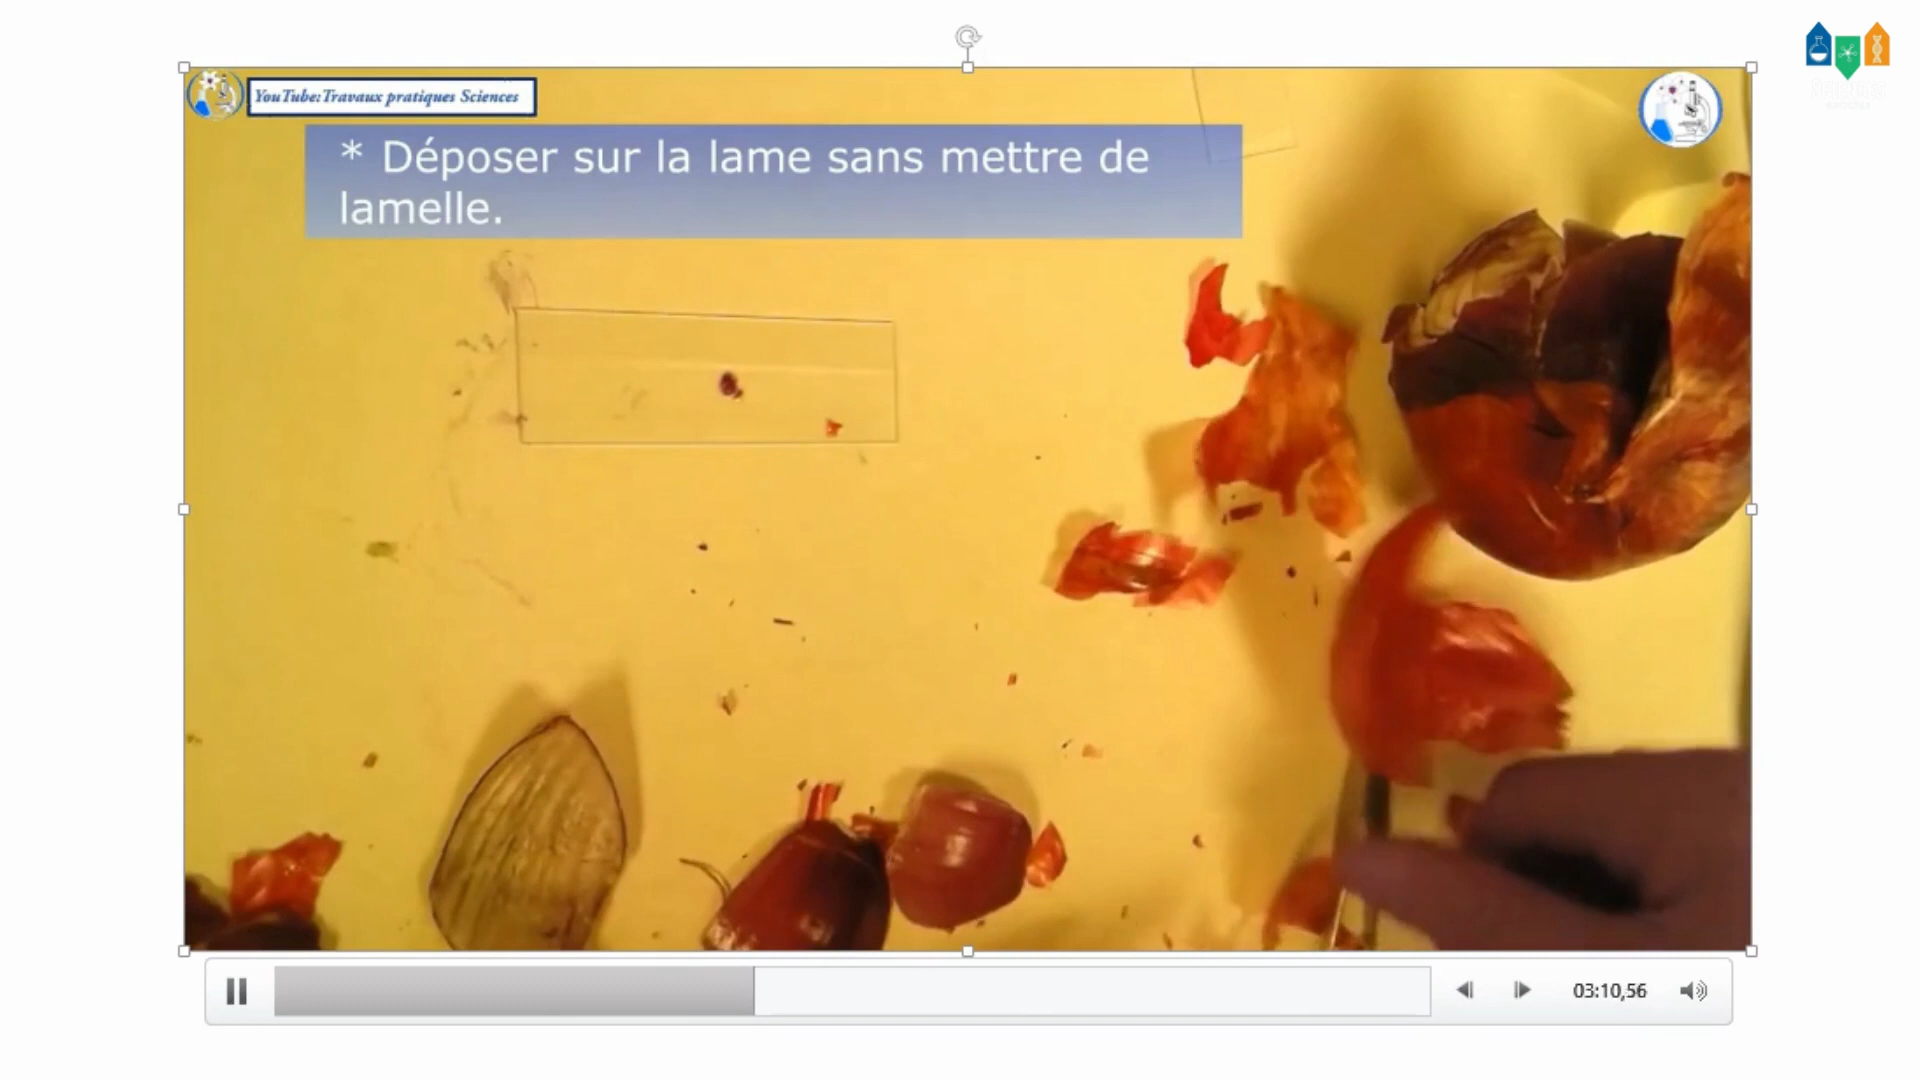 YouTube:Travaux pratiques Sciences
* Déposer sur la lame sans mettre de
lamelle.
03:10,56